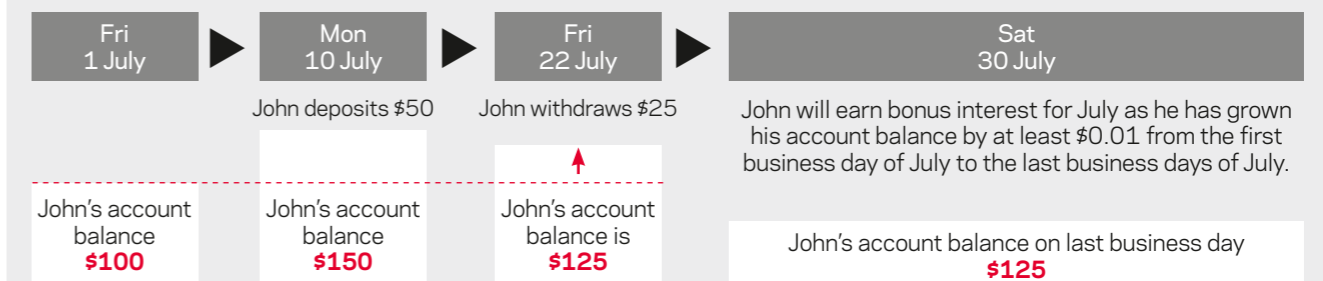 Fri
1 July
Mon
10 July
Fri
22 July
Sat
30 July
John deposits $50
John withdraws $25
John will earn bonus interest for July as he has grown
his account balance by at least $0.01 from the first
business day of July to the last business days of July.
John's account
balance
$100
John's account
balance
$150
John's account
balance is
$125
John's account balance on last business day
$125